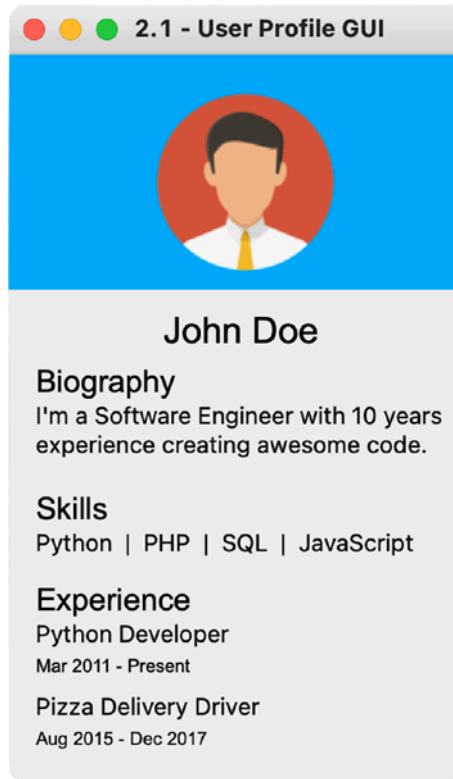 2.1 - User Profile GUI
John Doe
Biography
I'm a Software Engineer with 10 years
experience creating awesome code.
Skills
Python | PHP | SQL | JavaScript
Experience
Python Developer
Mar 2011 - Present
Pizza Delivery Driver
Aug 2015 - Dec 2017